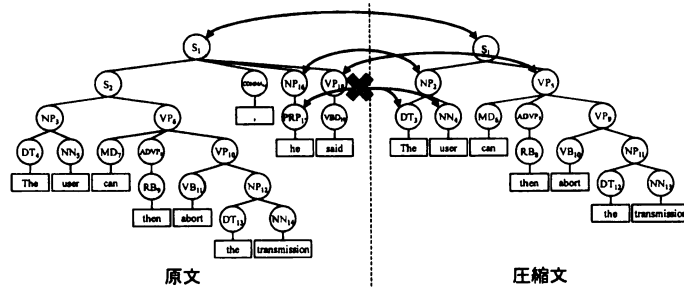 S1 S1
S2 COMMA NP16 VP18 NP2 VP5
NP3 VP6 , PRP17 VBD19 DT3 NN4 MD6 ADVP7 VP9
DT4 NN5 MD7 ADVP8 VP10 he said The user can RB8 VB10 NP11
The user can RB9 VB11 NP12 then abort DT12 NN13
then abort DT13 NN14 the transmission
the transmission
原文 圧縮文